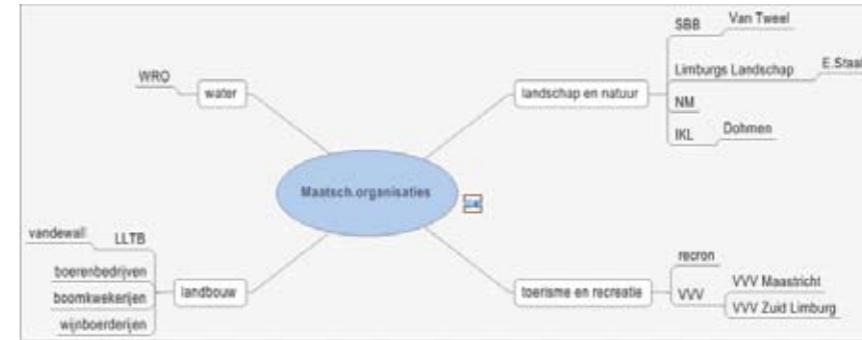 Maatsch.organisaties
water
WRO
landschap en natuur
SBB
Van Tweel
Limburgs Landschap
E.Staal
NM
IKL
Dohmen
landbouw
LLTB
vandewall
boerenbedrijven
boomkwekerijen
wijnboerderijen
toerisme en recreatie
recron
VVV
VVV Maastricht
VVV Zuid Limburg